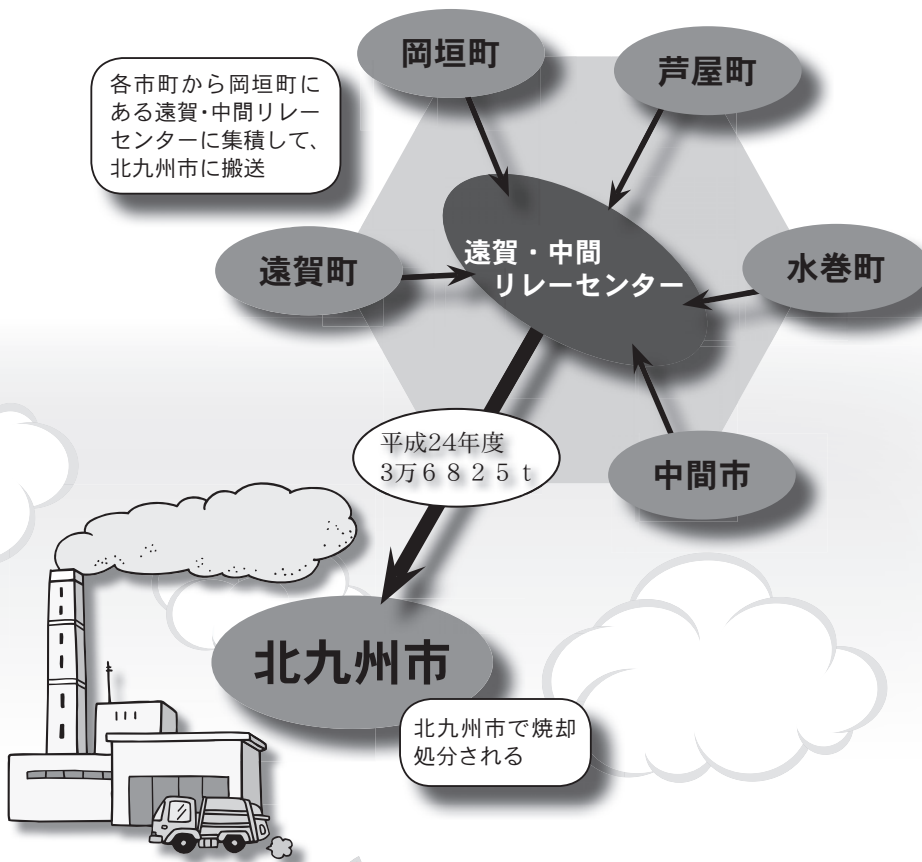 岡垣町
芦屋町
各市町から岡垣町に
ある遠賀・中間リレー
センターに集積して、
北九州市に搬送
遠賀町
遠賀・中間
リレーセンター
水巻町
中間市
平成24年度
3万6825t
北九州市
北九州市で焼却
処分される